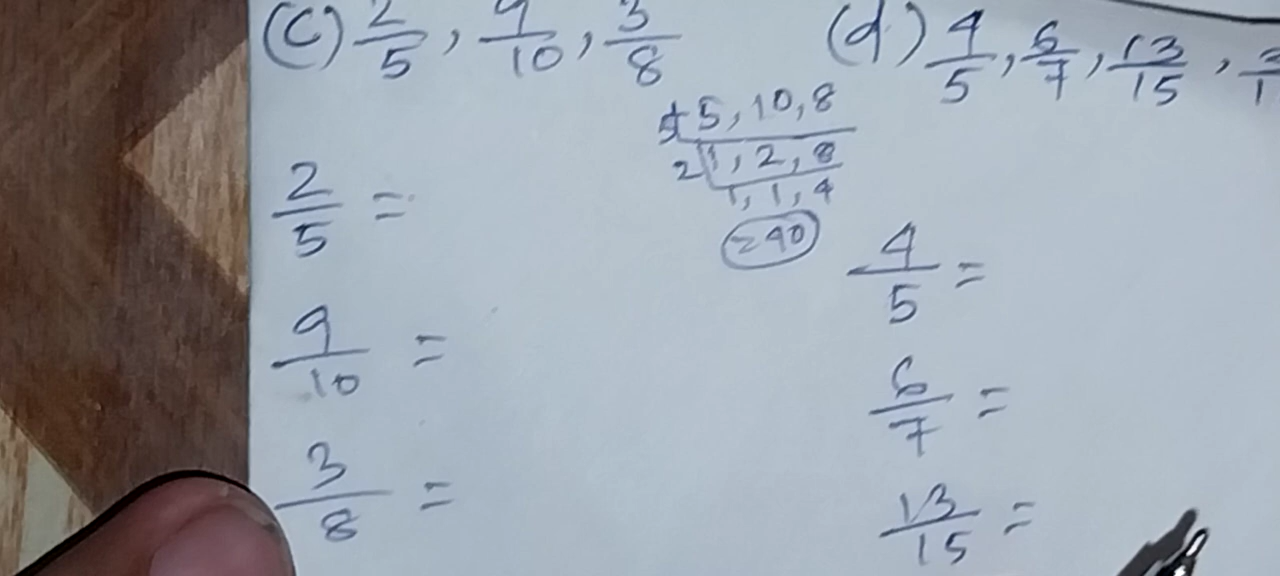 (c) 2/5, 9/10, 3/8
(d) 4/5, 6/7, 13/15,
5 5, 10, 8
2 1, 2, 8
1, 1, 4
= 40
2/5 =
9/10 =
3/8 =
4/5 =
6/7 =
13/15 =